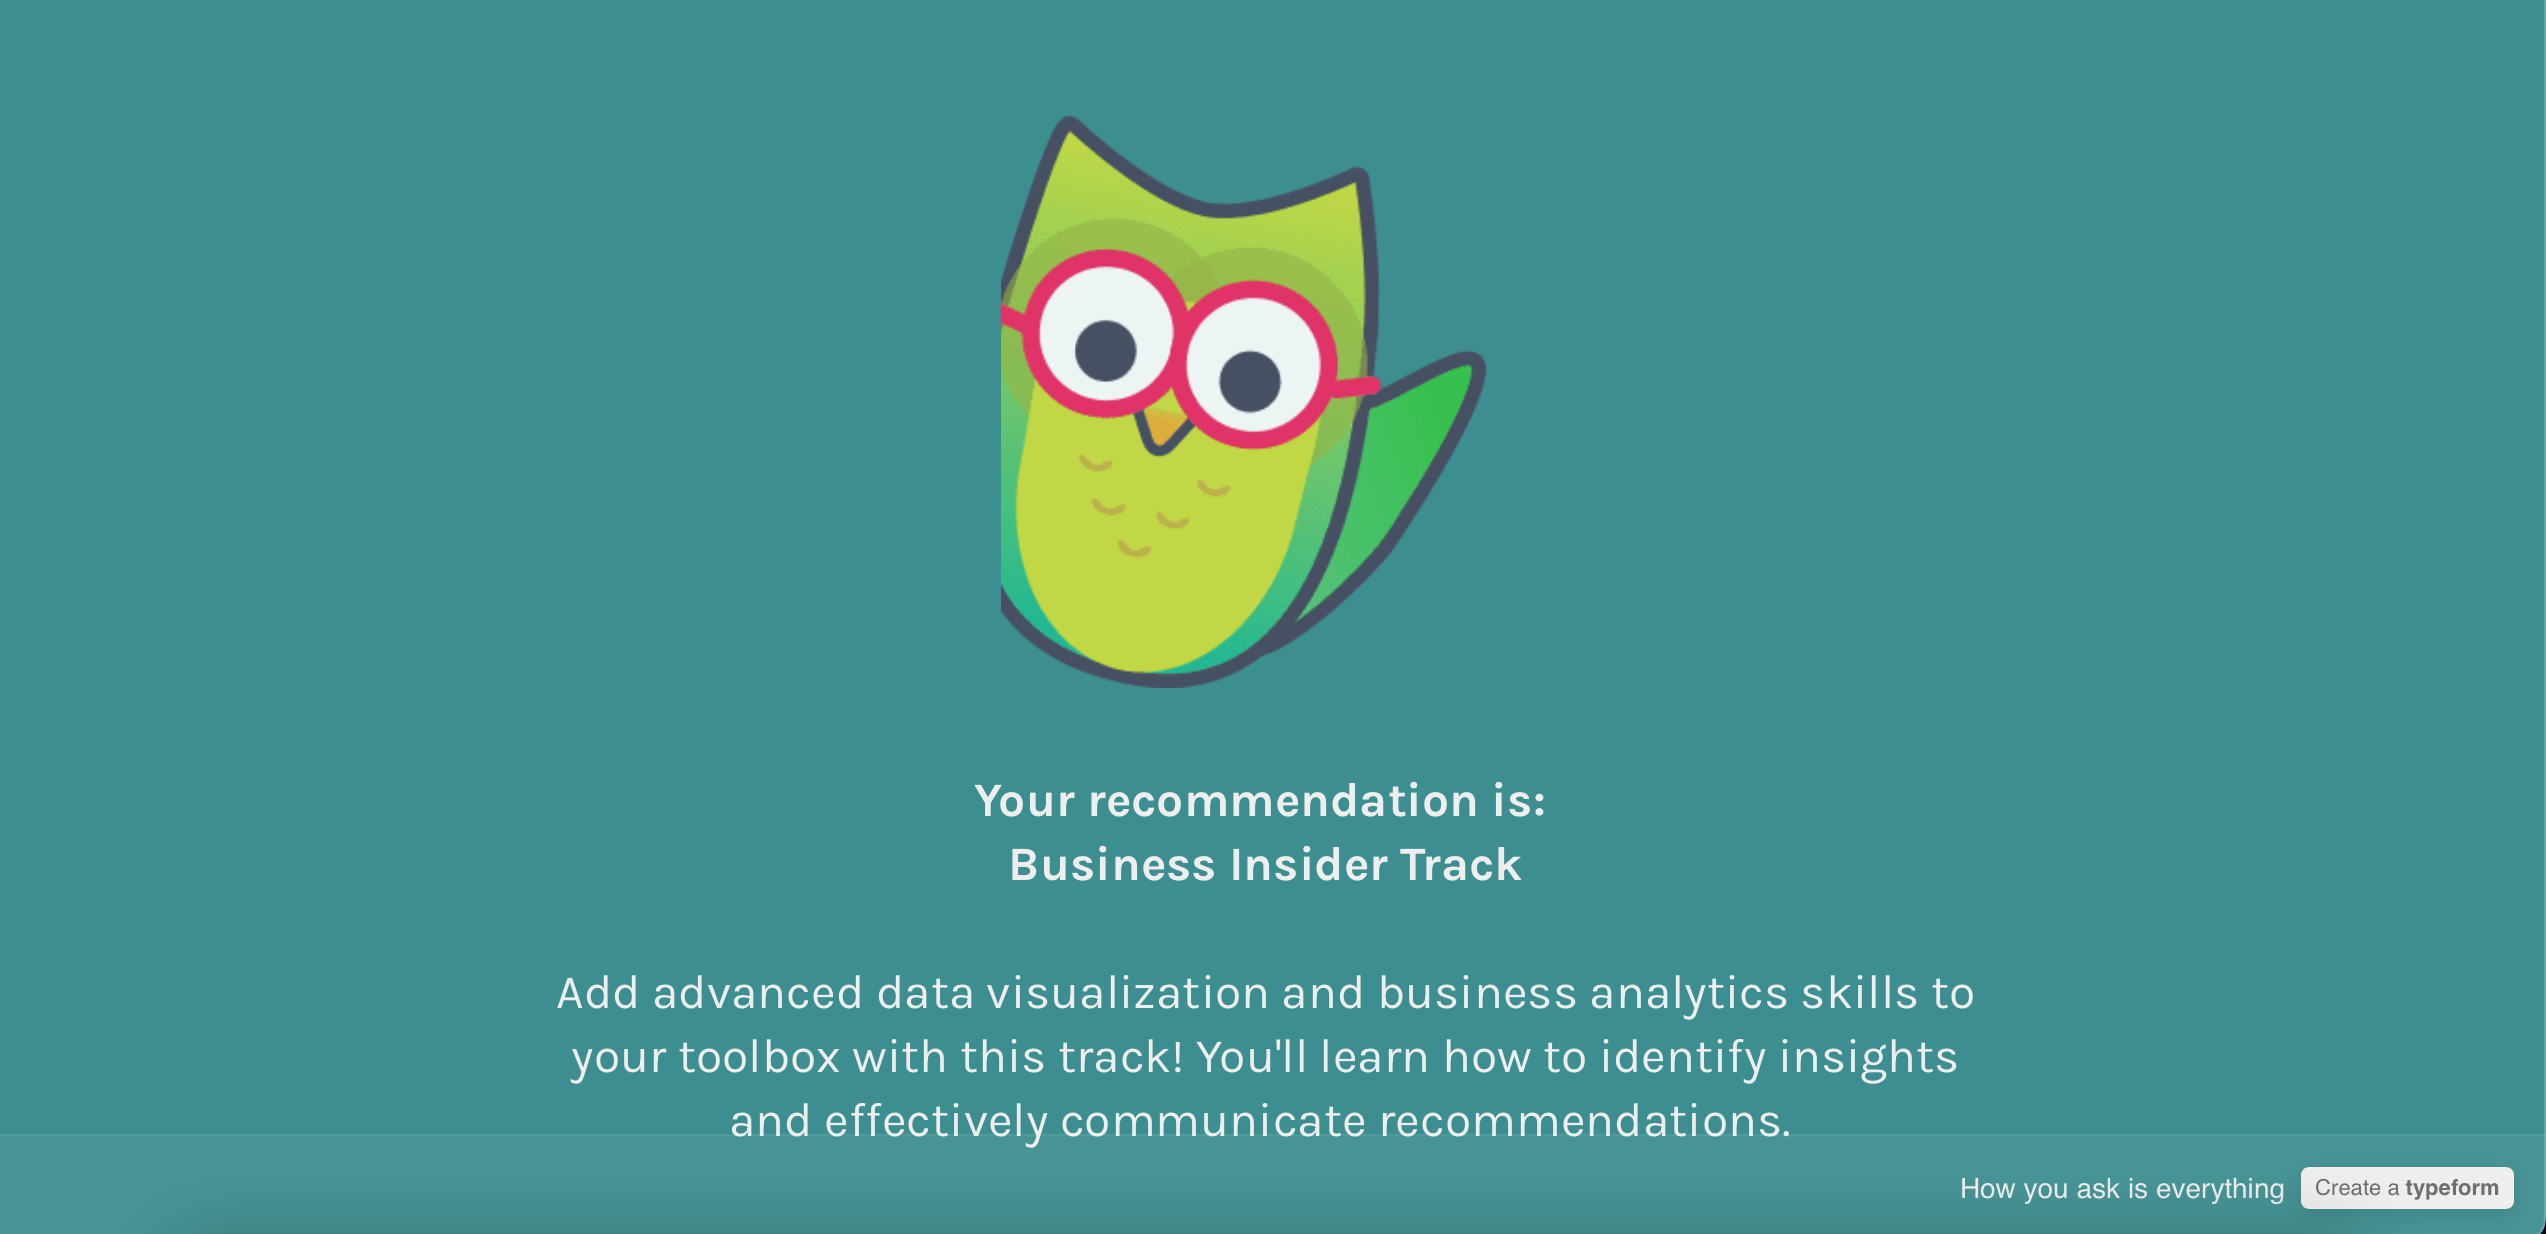 Your recommendation is:
Business Insider Track
Add advanced data visualization and business analytics skills to
your toolbox with this track! You'll learn how to identify insights
and effectively communicate recommendations.
How you ask is everything
Create a typeform